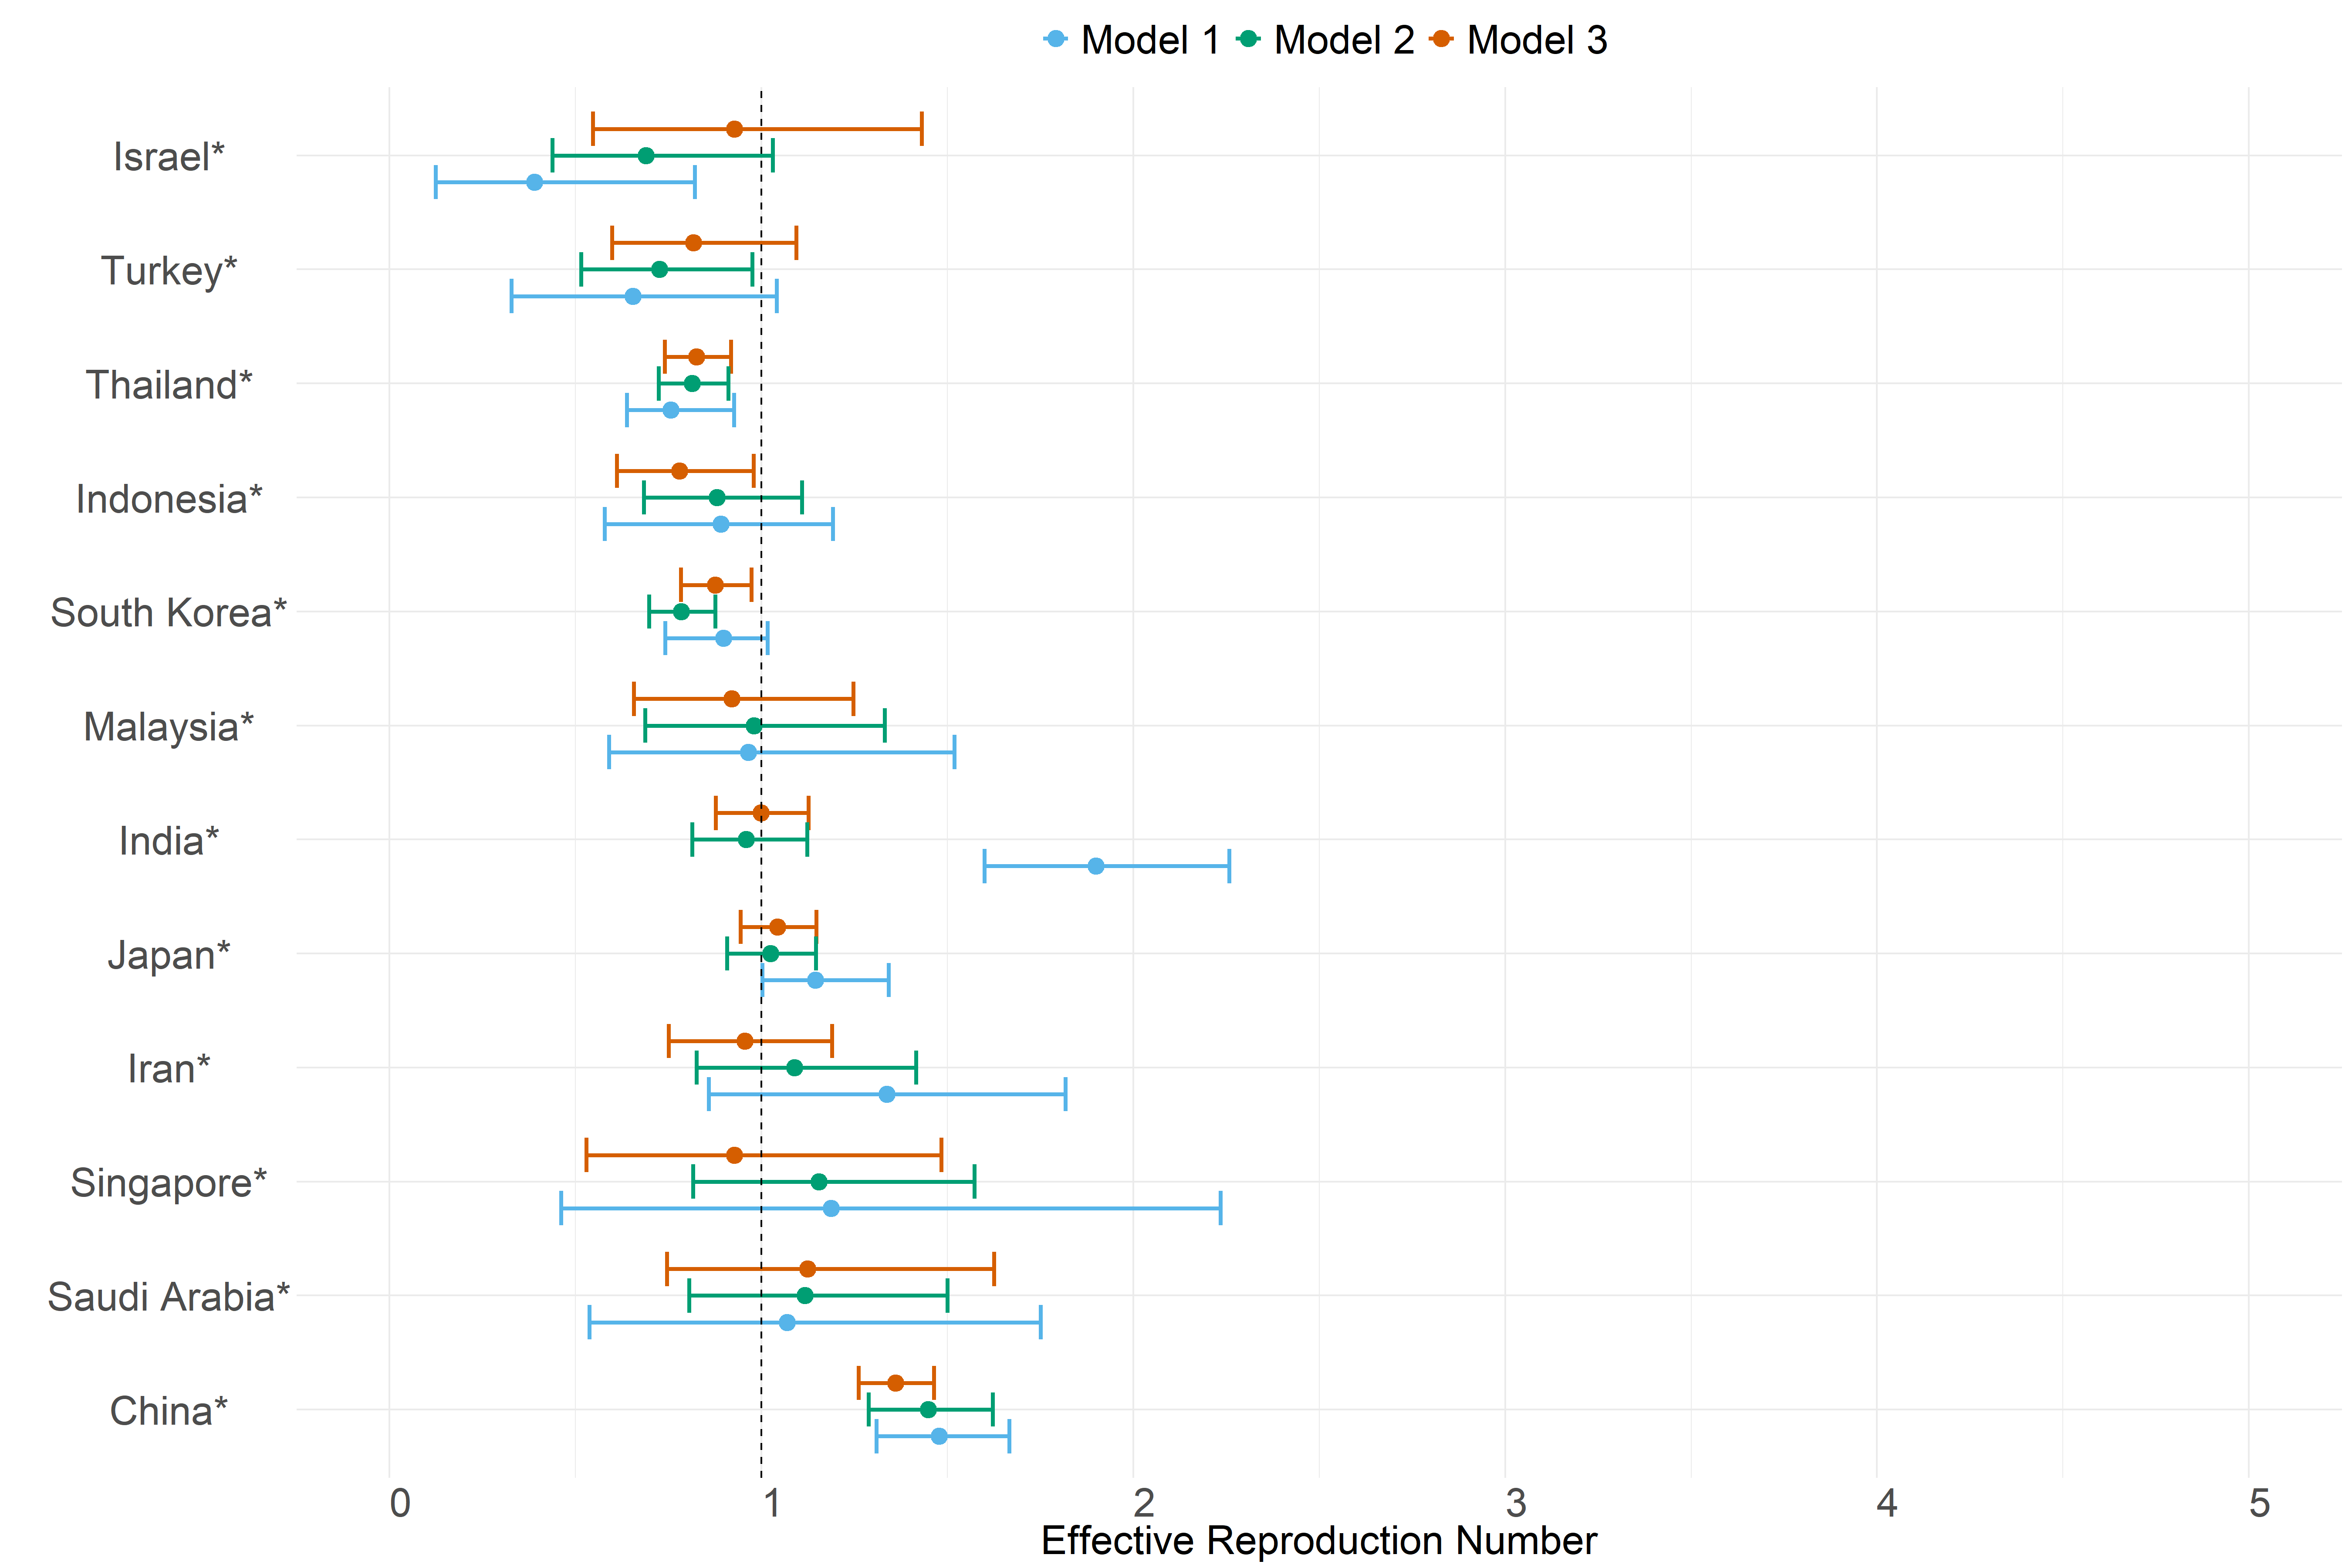 Model 1 Model 2 Model 3
Israel*
Turkey*
Thailand*
Indonesia*
South Korea*
Malaysia*
India*
Japan*
Iran*
Singapore*
Saudi Arabia*
China*
0 1 2 3 4 5
Effective Reproduction Number